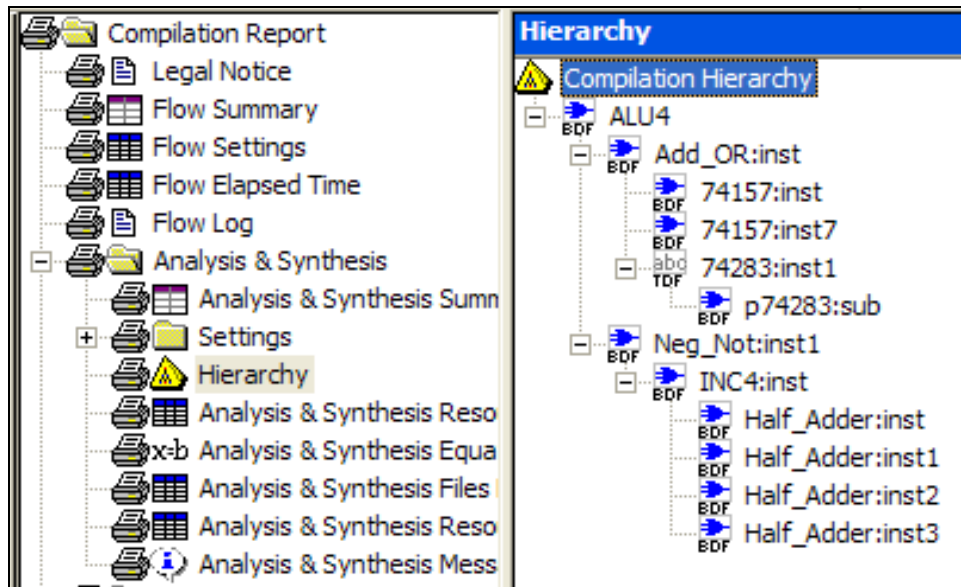 Compilation Report
Legal Notice
Flow Summary
Flow Settings
Flow Elapsed Time
Flow Log
Analysis & Synthesis
Analysis & Synthesis Summ
Settings
Hierarchy
Analysis & Synthesis Reso
x=b Analysis & Synthesis Equa
Analysis & Synthesis Files
Analysis & Synthesis Reso
Analysis & Synthesis Mess
Hierarchy
Compilation Hierarchy
BDF ALU4
BDF Add_OR:inst
BDF 74157:inst
BDF 74157:inst7
abc TDF 74283:inst1
BDF p74283:sub
BDF Neg_Not:inst1
BDF INC4:inst
BDF Half_Adder:inst
BDF Half_Adder:inst1
BDF Half_Adder:inst2
BDF Half_Adder:inst3